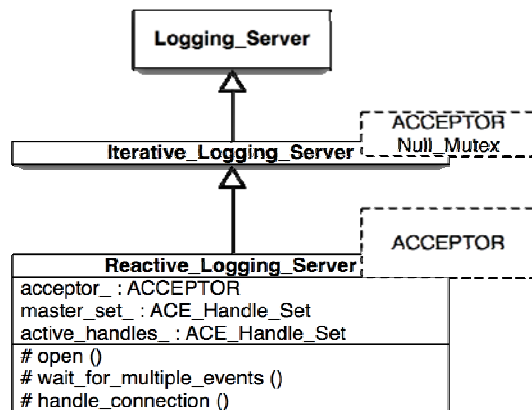 Logging_Server
ACCEPTOR
Null_Mutex
Iterative_Logging_Server
ACCEPTOR
Reactive_Logging_Server
acceptor_ : ACCEPTOR
master_set_ : ACE_Handle_Set
active_handles_ : ACE_Handle_Set
# open ()
# wait_for_multiple_events ()
# handle_connection ()